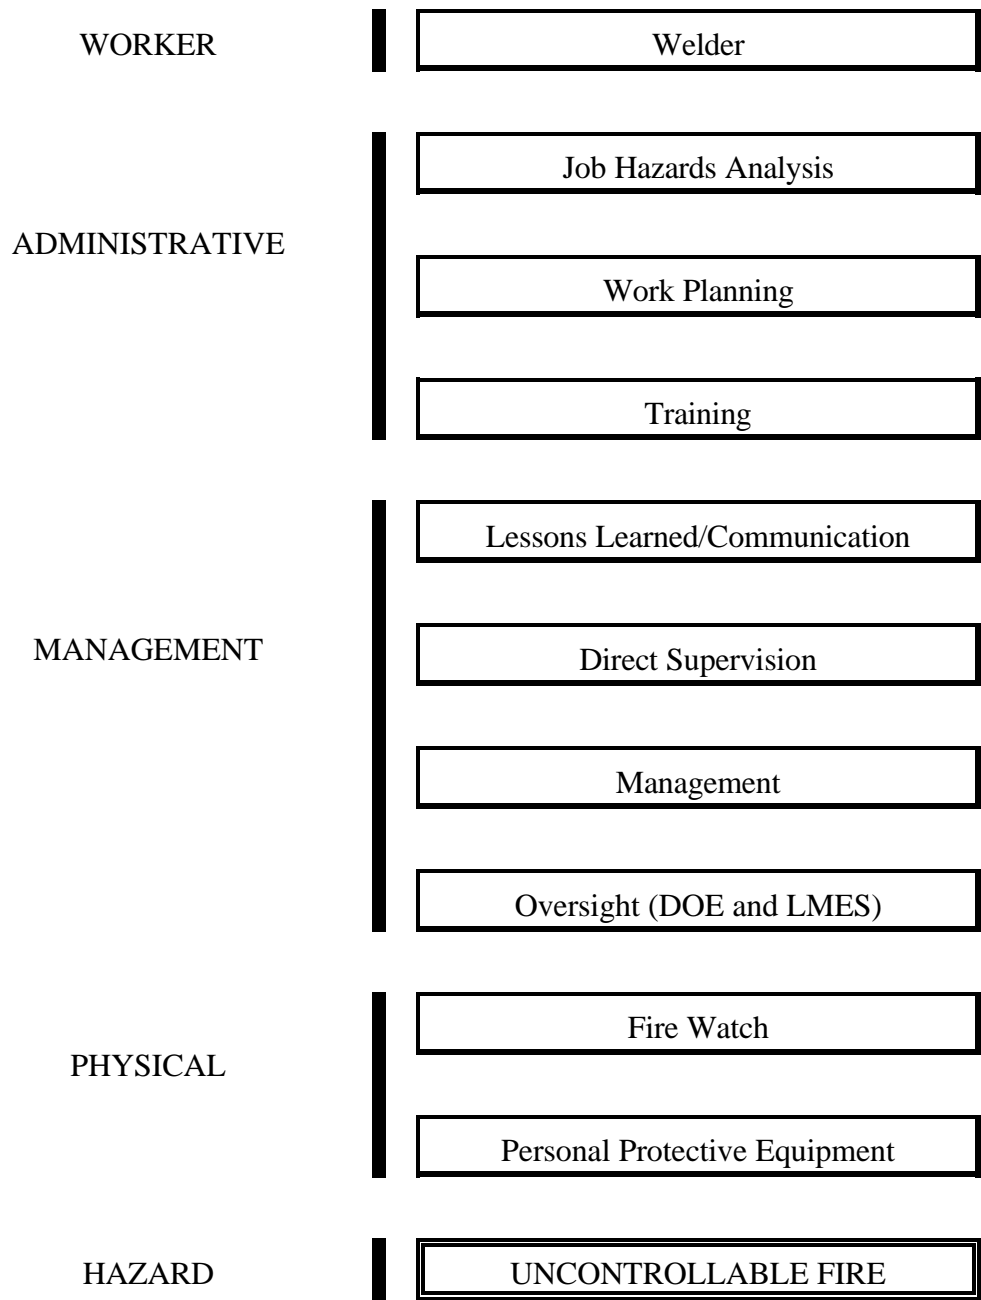 WORKER
Welder
Job Hazards Analysis
ADMINISTRATIVE
Work Planning
Training
Lessons Learned/Communication
MANAGEMENT
Direct Supervision
Management
Oversight (DOE and LMES)
Fire Watch
PHYSICAL
Personal Protective Equipment
HAZARD
UNCONTROLLABLE FIRE